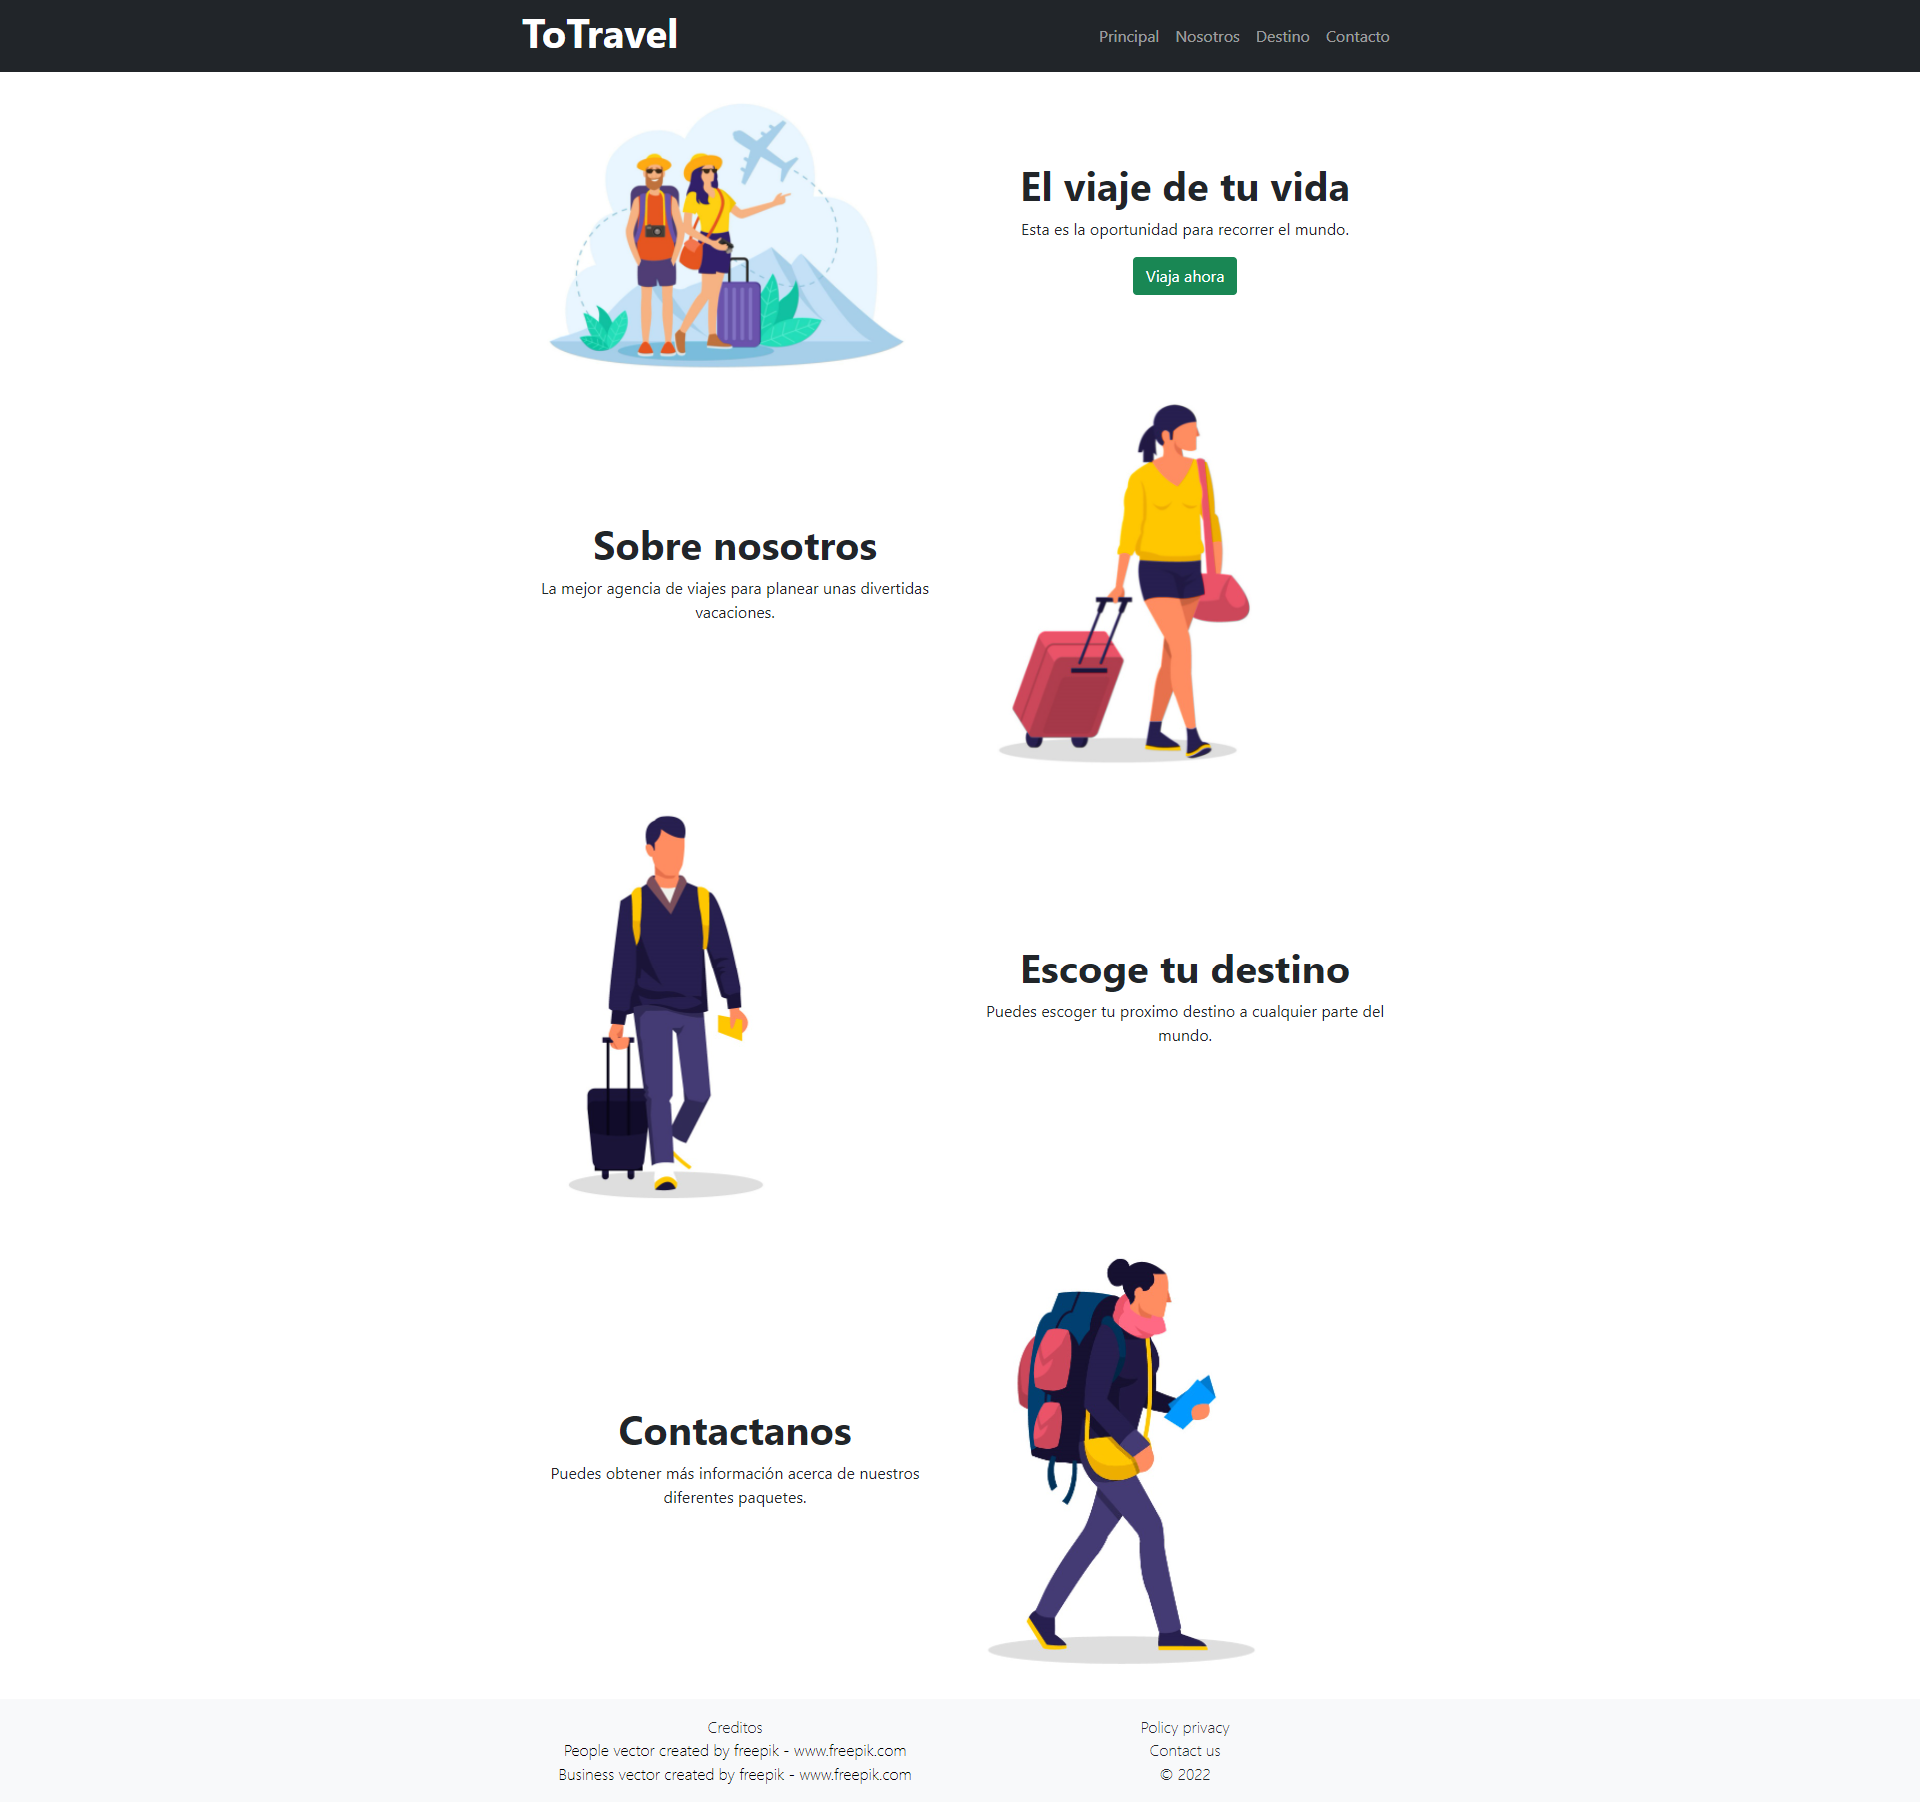 ToTravel
Principal Nosotros Destino Contacto
El viaje de tu vida
Esta es la oportunidad para recorrer el mundo.
Viaja ahora
Sobre nosotros
La mejor agencia de viajes para planear unas divertidas
vacaciones.
Escoge tu destino
Puedes escoger tu proximo destino a cualquier parte del
mundo.
Contactanos
Puedes obtener más información acerca de nuestros
diferentes paquetes.
Creditos
People vector created by freepik - www.freepik.com
Business vector created by freepik - www.freepik.com
Policy privacy
Contact us
© 2022